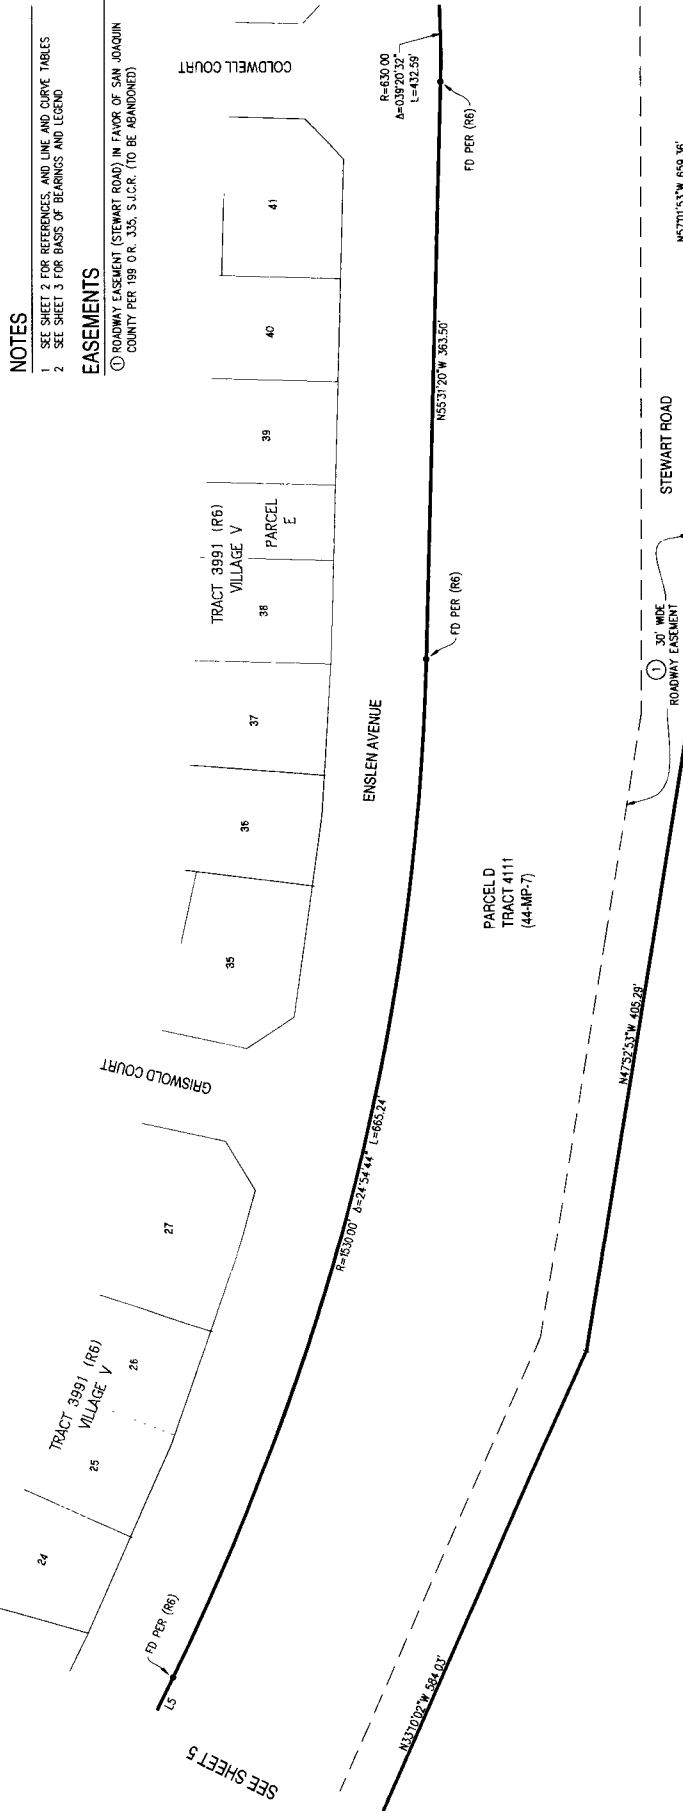 NOTES
1 SEE SHEET 2 FOR REFERENCES, AND LINE AND CURVE TABLES
2 SEE SHEET 3 FOR BASIS OF BEARINGS AND LEGEND
EASEMENTS
① ROADWAY EASEMENT (STEWART ROAD) IN FAVOR OF SAN JOAQUIN
COUNTY PER 199 O.R. 335, S.J.C.R. (TO BE ABANDONED)
COLDWELL COURT
R=630.00
Δ=039°20'32"
L=432.59'
FD PER (R6)
41
40
39
PARCEL
E
TRACT 3991 (R6)
VILLAGE V
38
37
36
35
N55°31'20"W 363.50'
FD PER (R6)
ENSLEN AVENUE
N57°01'53"W 659.36'
STEWART ROAD
① 30' WIDE
ROADWAY EASEMENT
PARCEL D
TRACT 4111
(44-MP-7)
GRISWOLD COURT
N47°52'53"W 405.29'
R=1530.00' Δ=24°54'44" L=665.24'
27
26
TRACT 3991 (R6)
VILLAGE V
25
24
FD PER (R6)
L5
N33°10'02"W 584.03'
SEE SHEET 5